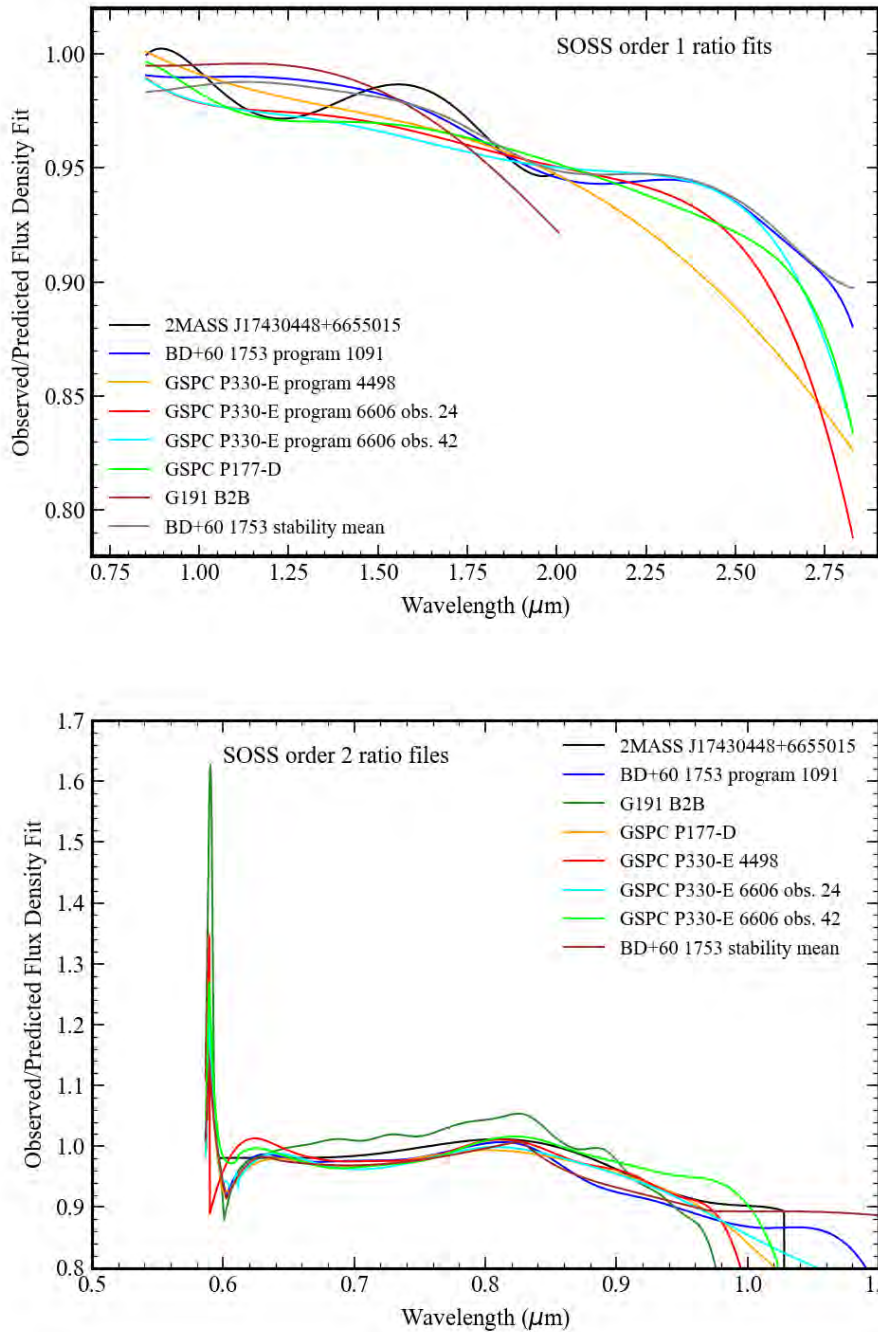 SOSS order 1 ratio fits
1.00
0.95
0.90
0.85
0.80
Observed/Predicted Flux Density Fit
2MASS J17430448+6655015
BD+60 1753 program 1091
GSPC P330-E program 4498
GSPC P330-E program 6606 obs. 24
GSPC P330-E program 6606 obs. 42
GSPC P177-D
G191 B2B
BD+60 1753 stability mean
0.75 1.00 1.25 1.50 1.75 2.00 2.25 2.50 2.75
Wavelength (μm)
SOSS order 2 ratio files
1.7
1.6
1.5
1.4
1.3
1.2
1.1
1.0
0.9
0.8
Observed/Predicted Flux Density Fit
2MASS J17430448+6655015
BD+60 1753 program 1091
G191 B2B
GSPC P177-D
GSPC P330-E 4498
GSPC P330-E 6606 obs. 24
GSPC P330-E 6606 obs. 42
BD+60 1753 stability mean
0.5 0.6 0.7 0.8 0.9 1.0
Wavelength (μm)